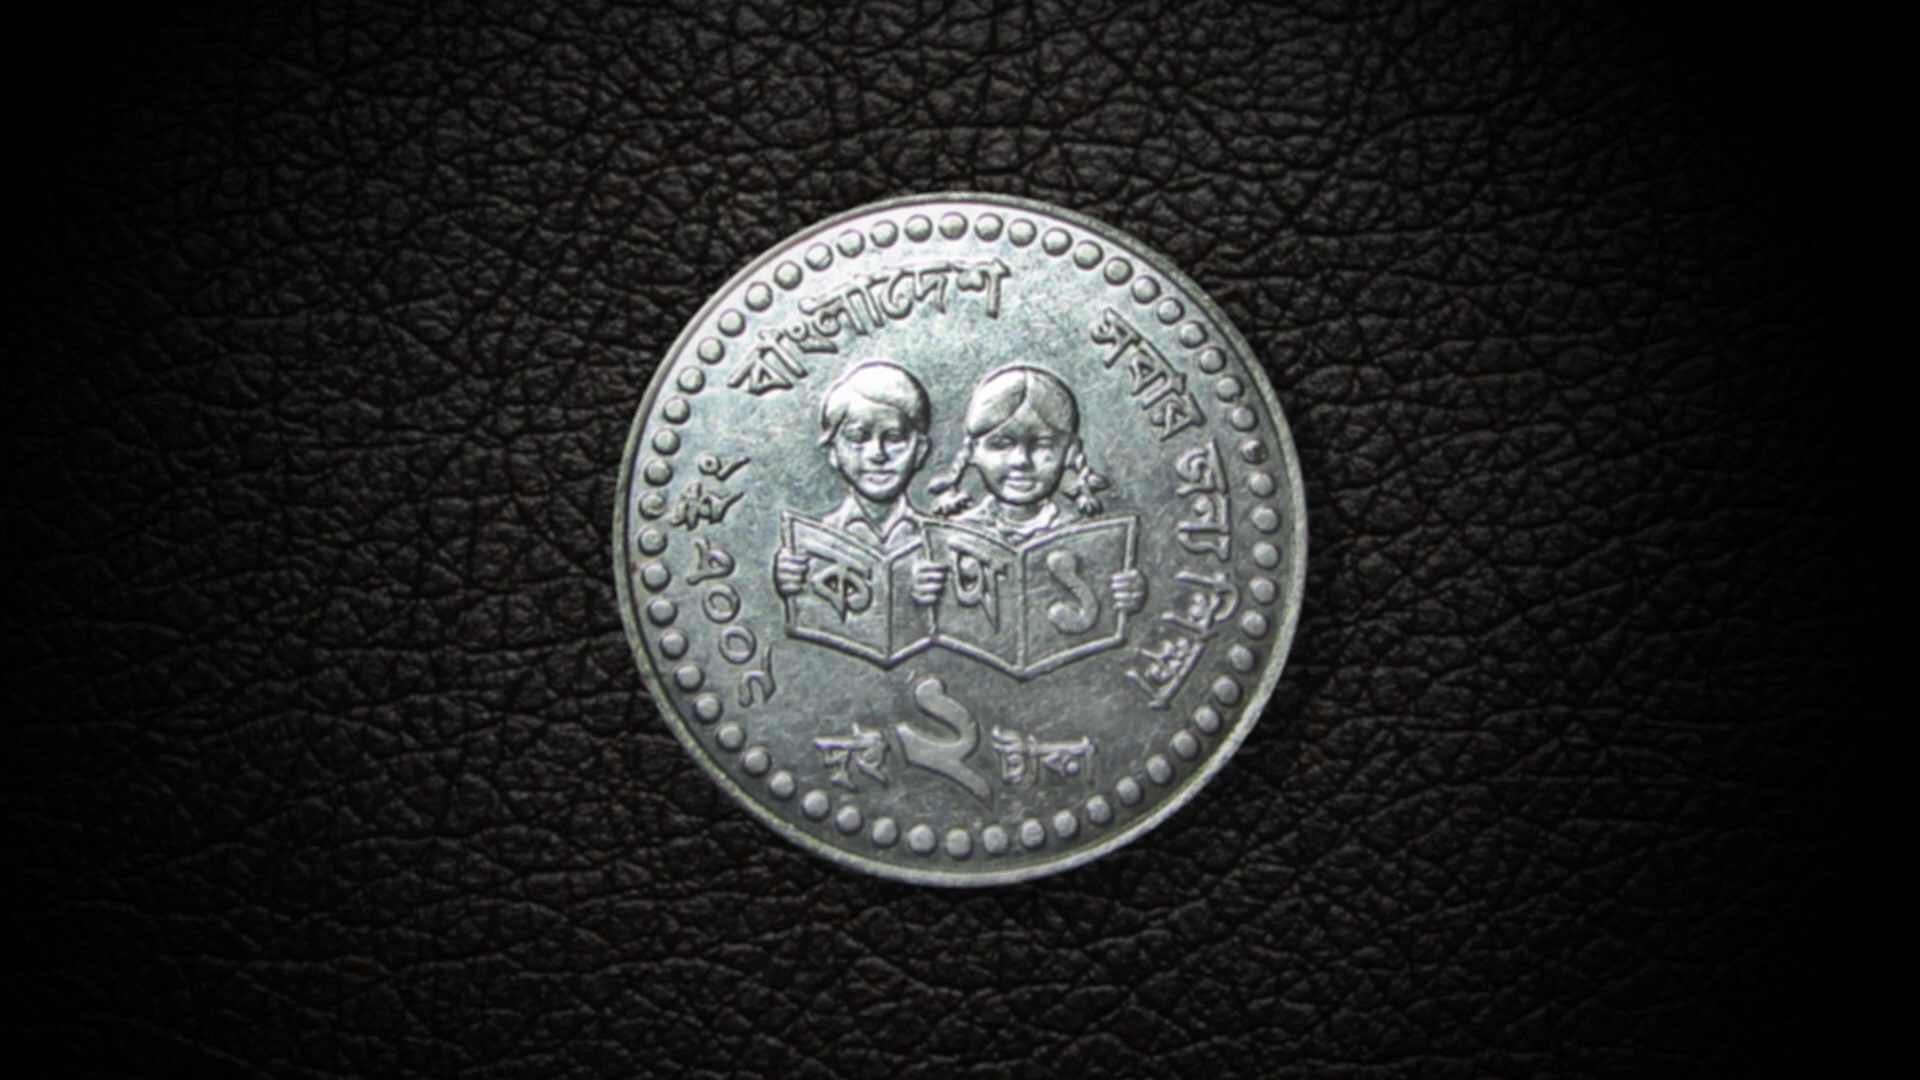 বাংলাদেশ
সবার জন্য শিক্ষা
২০০৮ ইং
ক
অ
১
দুই ২ টাকা